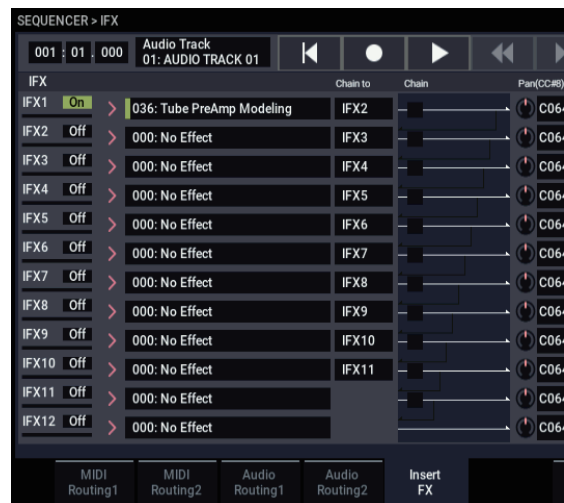 SEQUENCER > IFX
001 : 01 . 000
Audio Track
01: AUDIO TRACK 01
IFX Chain to Chain Pan(CC#8)
IFX1 On 036: Tube PreAmp Modeling IFX2 C064
IFX2 Off 000: No Effect IFX3 C064
IFX3 Off 000: No Effect IFX4 C064
IFX4 Off 000: No Effect IFX5 C064
IFX5 Off 000: No Effect IFX6 C064
IFX6 Off 000: No Effect IFX7 C064
IFX7 Off 000: No Effect IFX8 C064
IFX8 Off 000: No Effect IFX9 C064
IFX9 Off 000: No Effect IFX10 C064
IFX10 Off 000: No Effect IFX11 C064
IFX11 Off 000: No Effect C064
IFX12 Off 000: No Effect C064
MIDI Routing1
MIDI Routing2
Audio Routing1
Audio Routing2
Insert FX